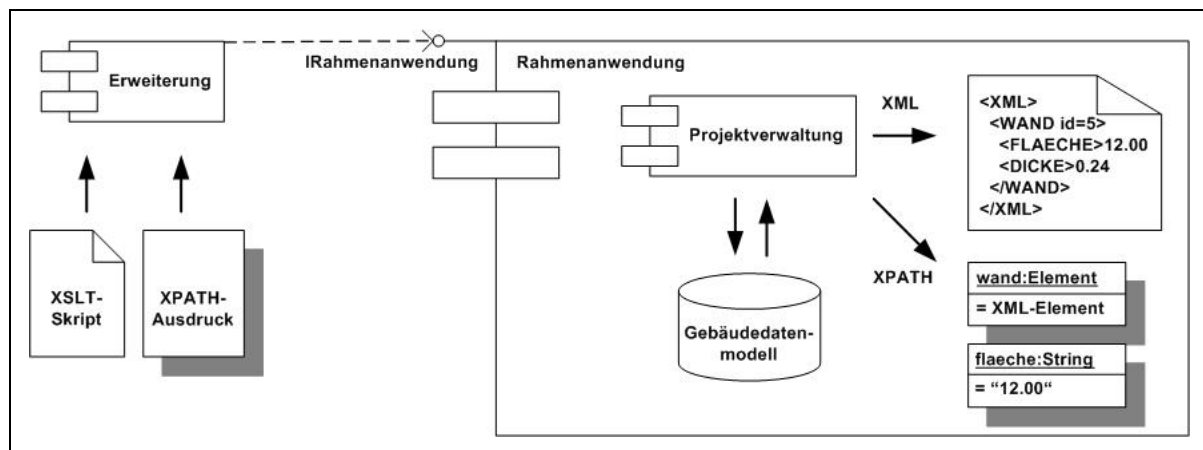 Erweiterung
IRahmenanwendung
Rahmenanwendung
XSLT-
Skript
XPATH-
Ausdruck
Projektverwaltung
Gebäudedaten-
modell
XML
<XML>
<WAND id=5>
<FLAECHE>12.00
<DICKE>0.24
</WAND>
</XML>
XPATH
wand:Element
= XML-Element
flaeche:String
= “12.00“